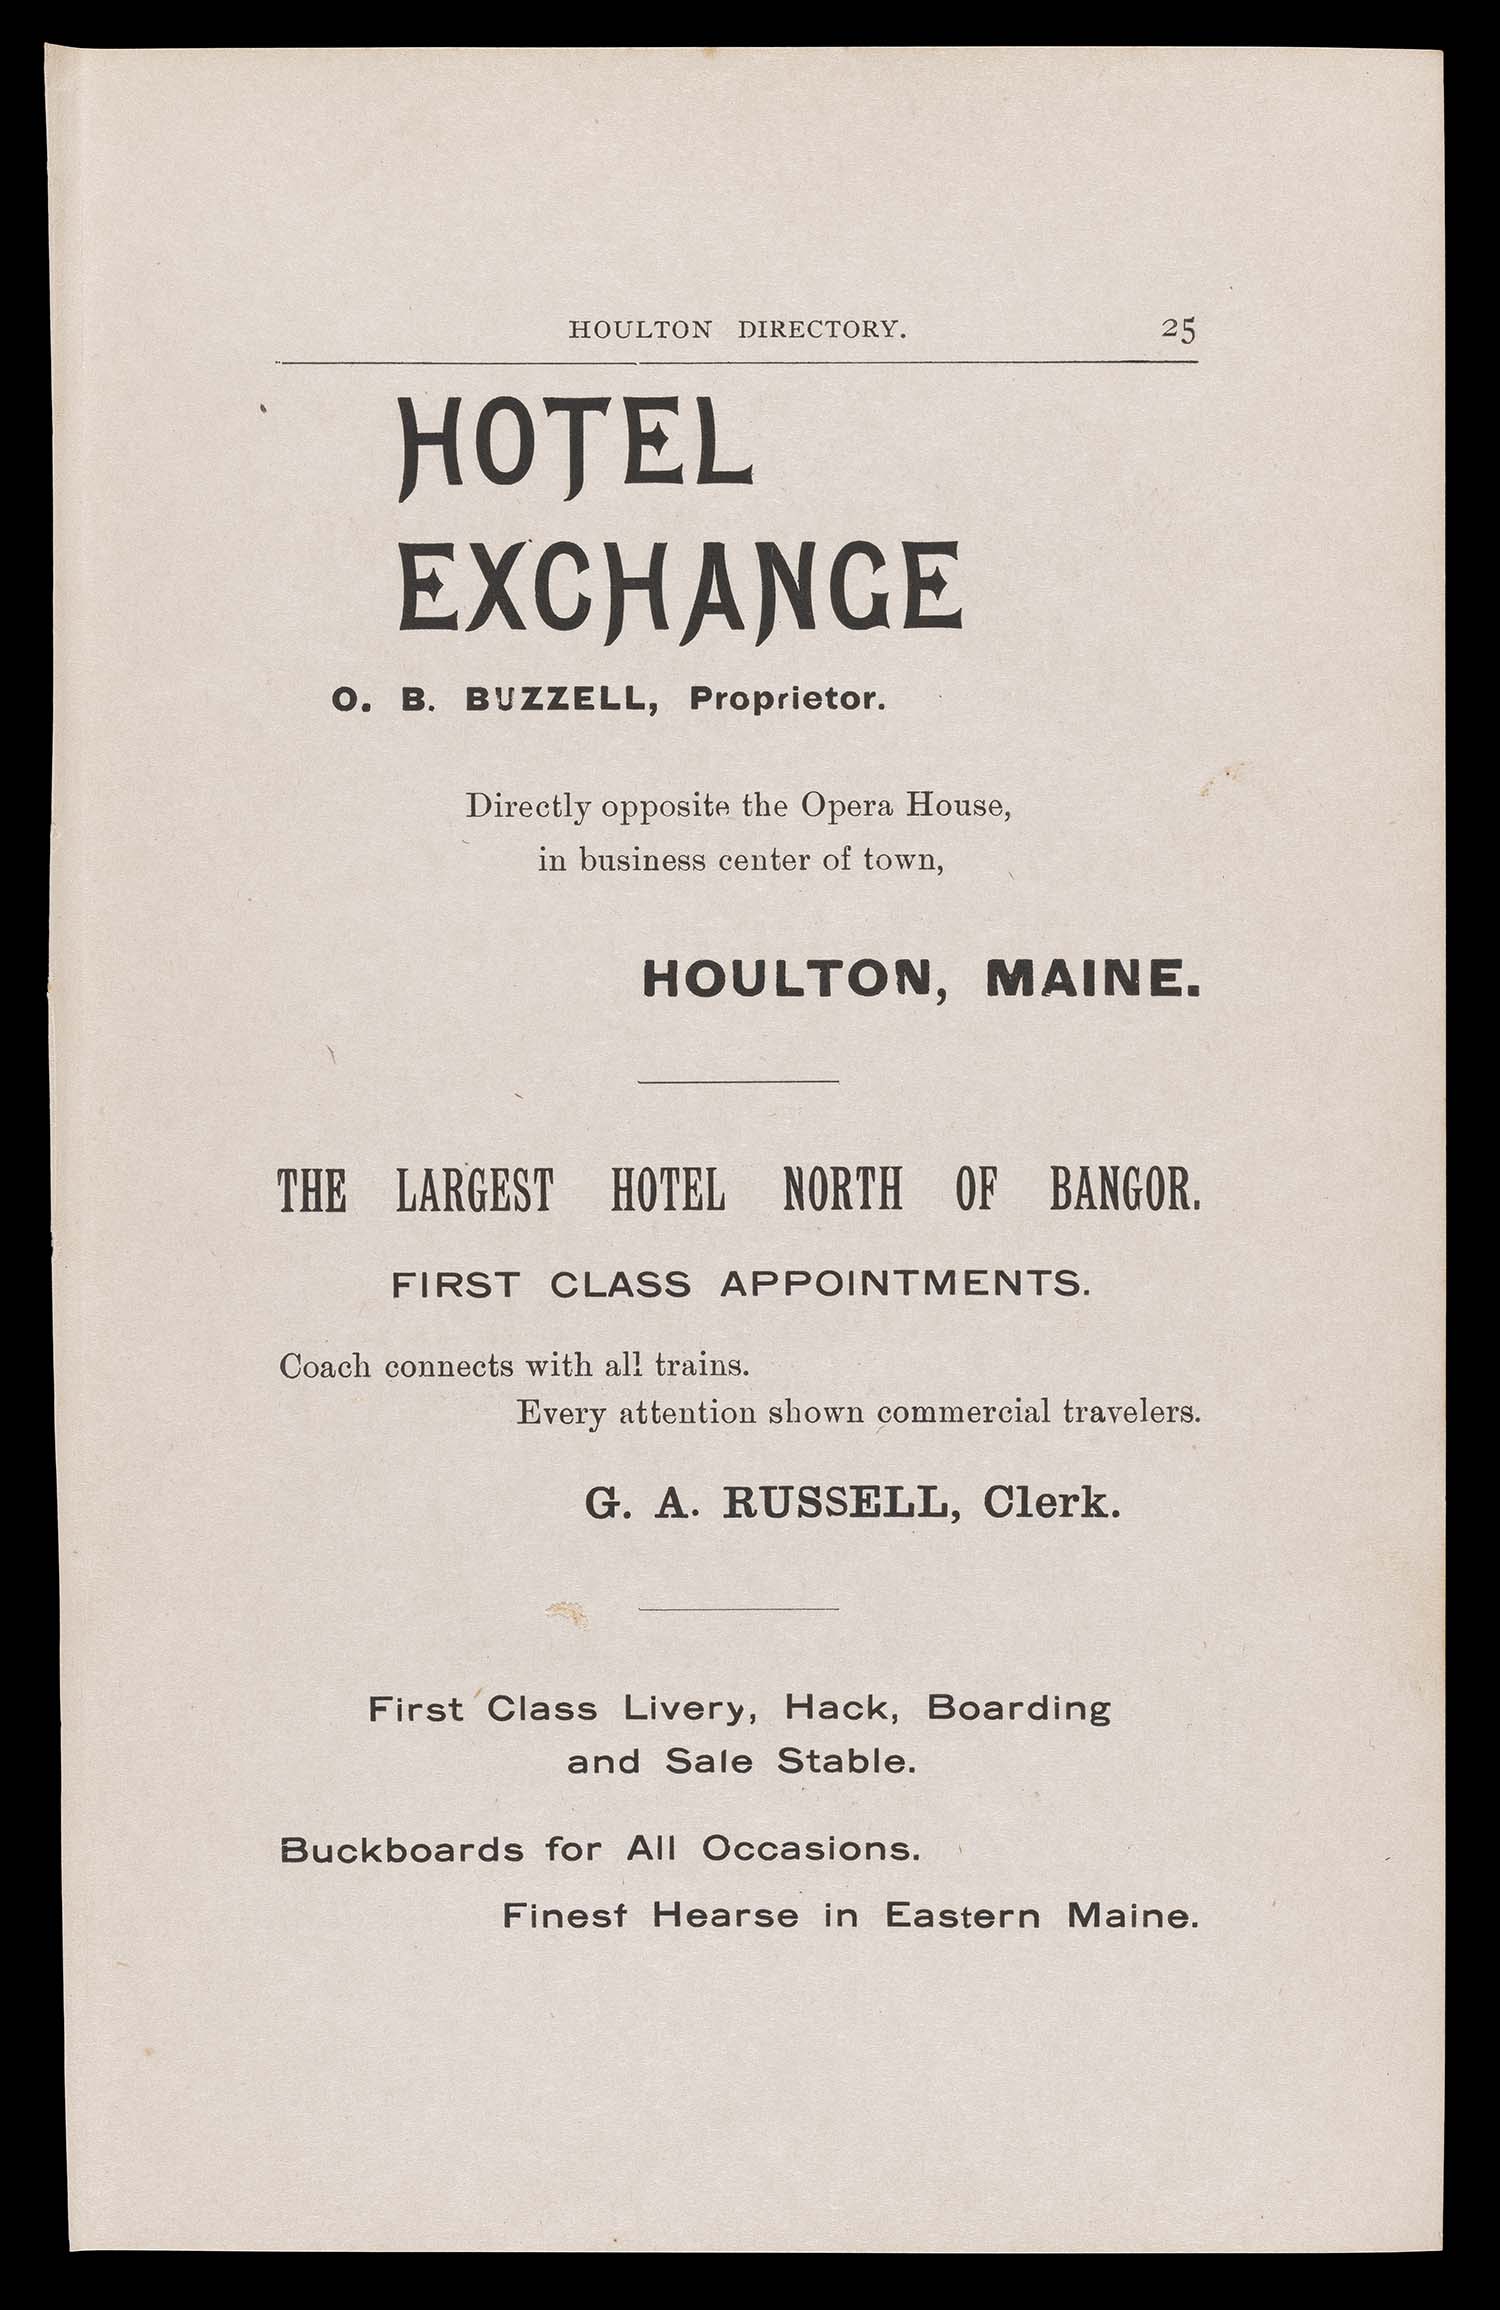 HOULTON DIRECTORY. 25
HOTEL
EXCHANGE
O. B. BUZZELL, Proprietor.
Directly opposite the Opera House,
in business center of town,
HOULTON, MAINE.
THE LARGEST HOTEL NORTH OF BANGOR.
FIRST CLASS APPOINTMENTS.
Coach connects with all trains.
Every attention shown commercial travelers.
G. A. RUSSELL, Clerk.
First Class Livery, Hack, Boarding
and Sale Stable.
Buckboards for All Occasions.
Finest Hearse in Eastern Maine.